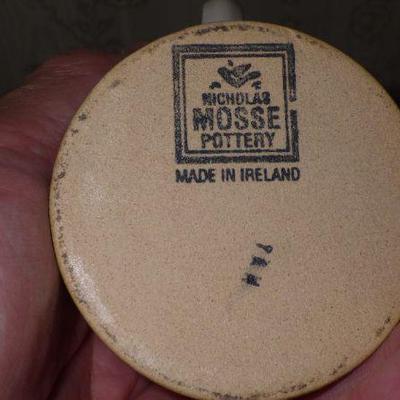 NICHOLAS
MOSSE
POTTERY
MADE IN IRELAND